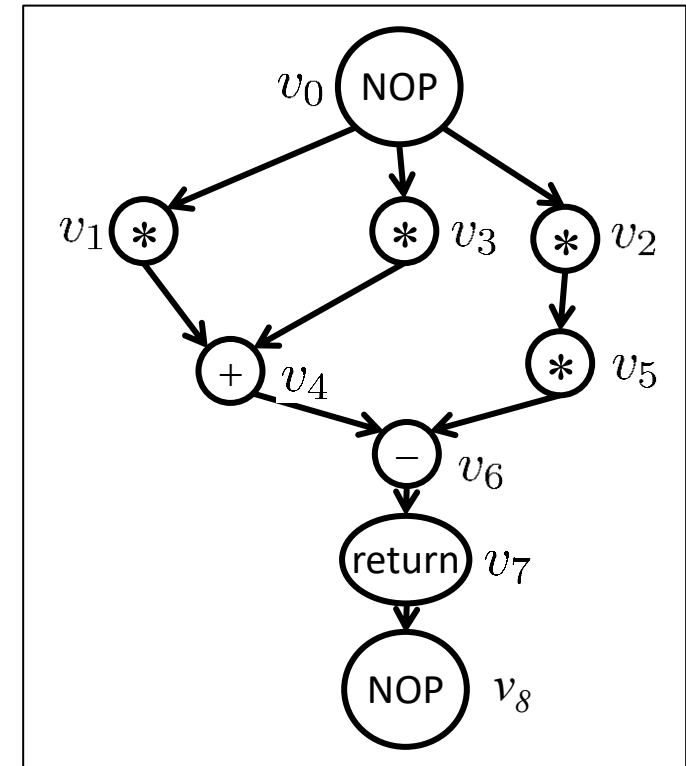 v₀ NOP
v₁ * * v₃ * v₂
+ v₄ * v₅
− v₆
return v₇
NOP v₈